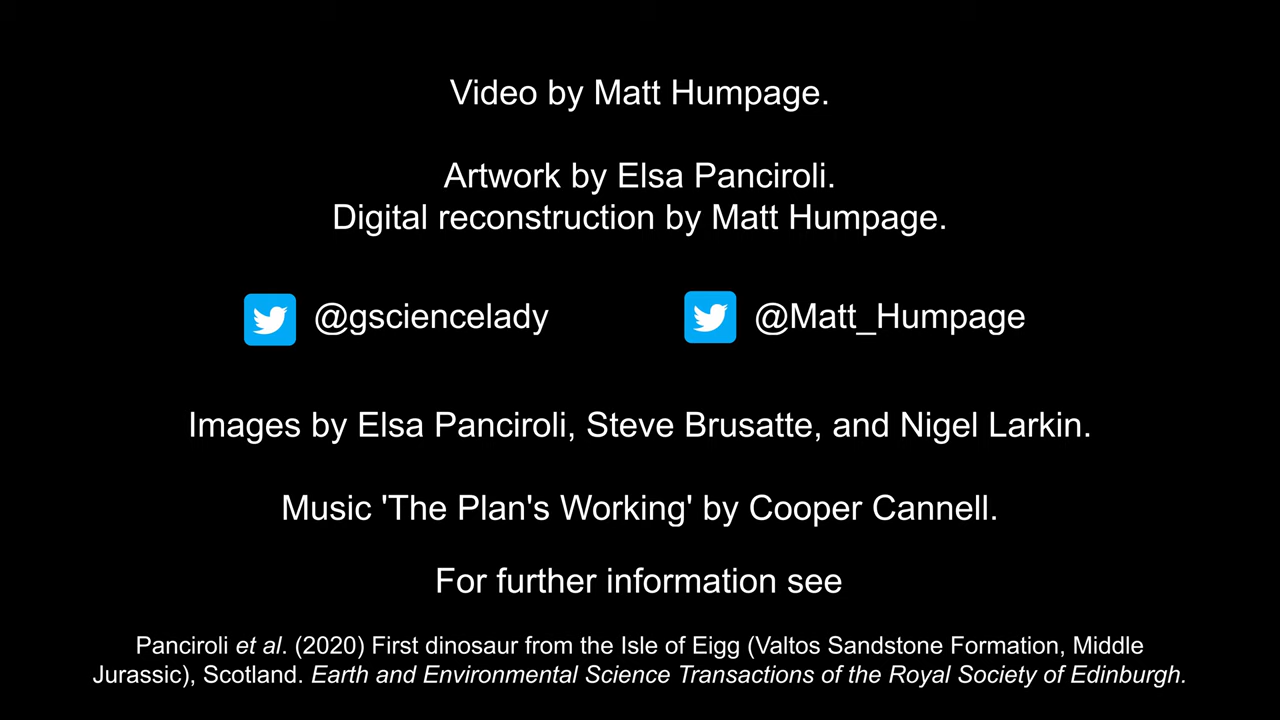 Video by Matt Humpage.
Artwork by Elsa Panciroli.
Digital reconstruction by Matt Humpage.
@gsciencelady
@Matt_Humpage
Images by Elsa Panciroli, Steve Brusatte, and Nigel Larkin.
Music 'The Plan's Working' by Cooper Cannell.
For further information see
Panciroli et al. (2020) First dinosaur from the Isle of Eigg (Valtos Sandstone Formation, Middle
Jurassic), Scotland. Earth and Environmental Science Transactions of the Royal Society of Edinburgh.